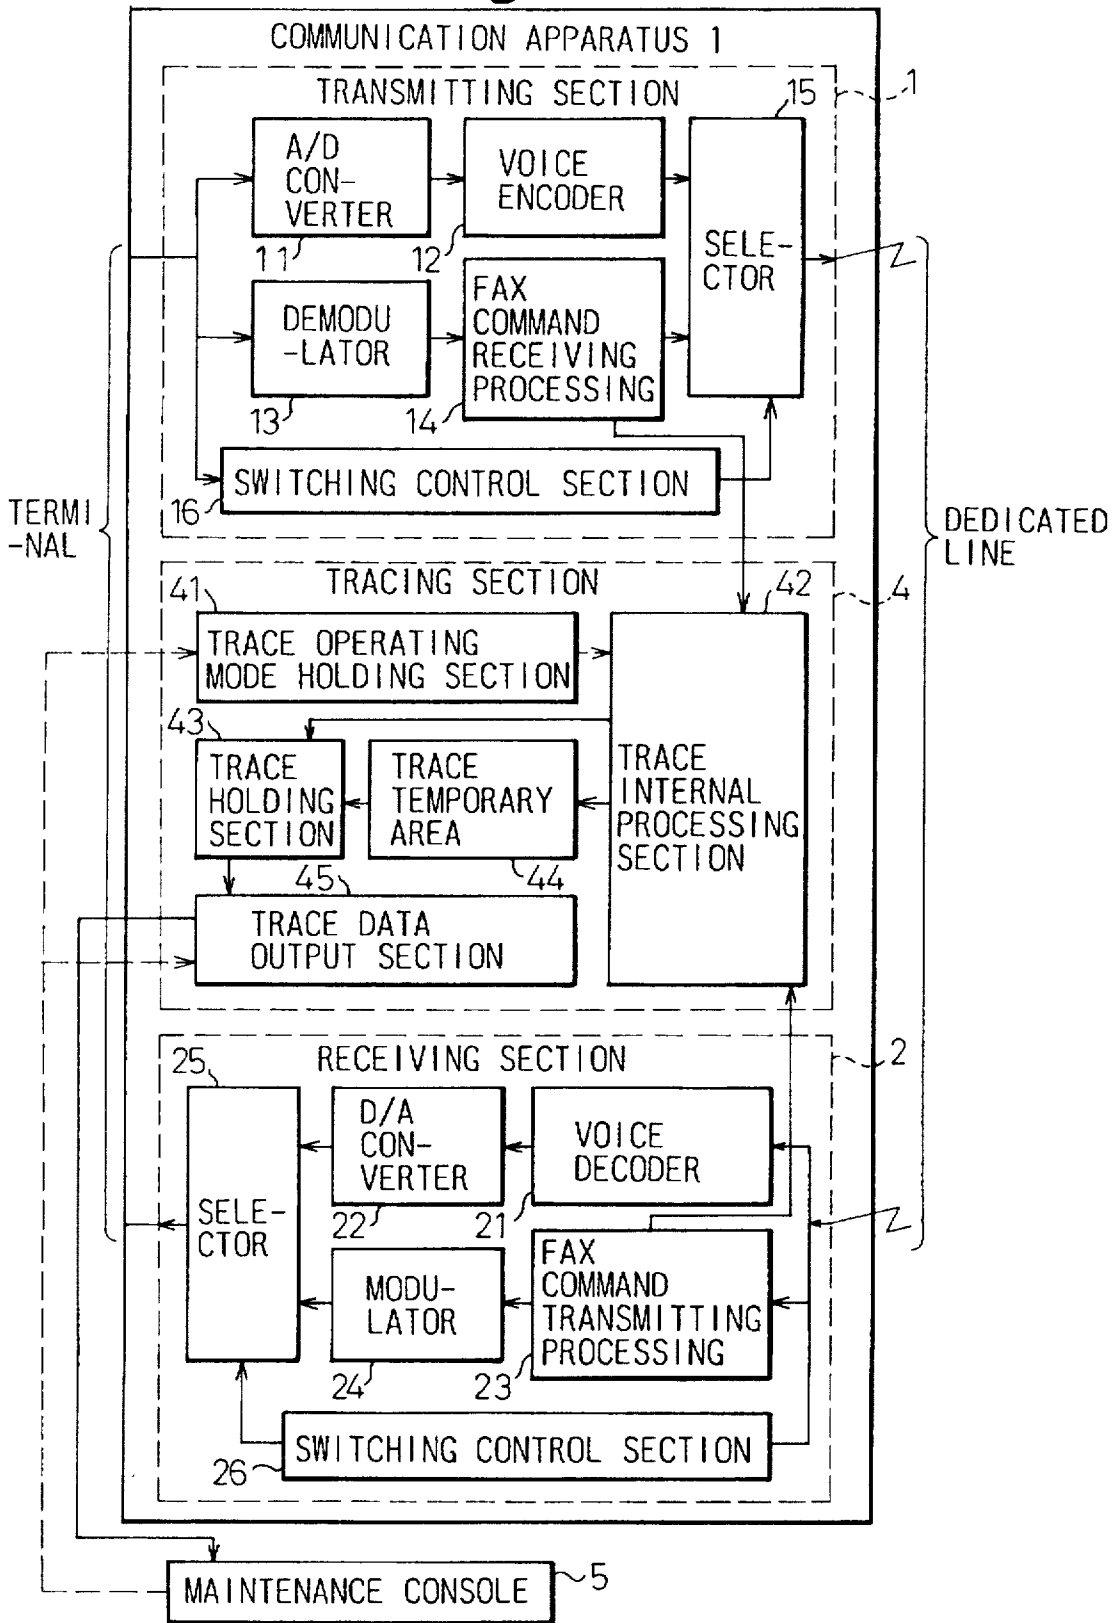 COMMUNICATION APPARATUS 1
TRANSMITTING SECTION
1
15
A/D
CON-
VERTER
11
VOICE
ENCODER
12
SELE-
CTOR
DEMODU
-LATOR
13
FAX
COMMAND
RECEIVING
PROCESSING
14
SWITCHING CONTROL SECTION
16
TERMI
-NAL
DEDICATED
LINE
TRACING SECTION
4
41
TRACE OPERATING
MODE HOLDING SECTION
42
TRACE
INTERNAL
PROCESSING
SECTION
43
TRACE
HOLDING
SECTION
TRACE
TEMPORARY
AREA
44
45
TRACE DATA
OUTPUT SECTION
RECEIVING SECTION
2
25
SELE-
CTOR
D/A
CON-
VERTER
22
VOICE
DECODER
21
MODU-
LATOR
24
FAX
COMMAND
TRANSMITTING
PROCESSING
23
SWITCHING CONTROL SECTION
26
MAINTENANCE CONSOLE
5